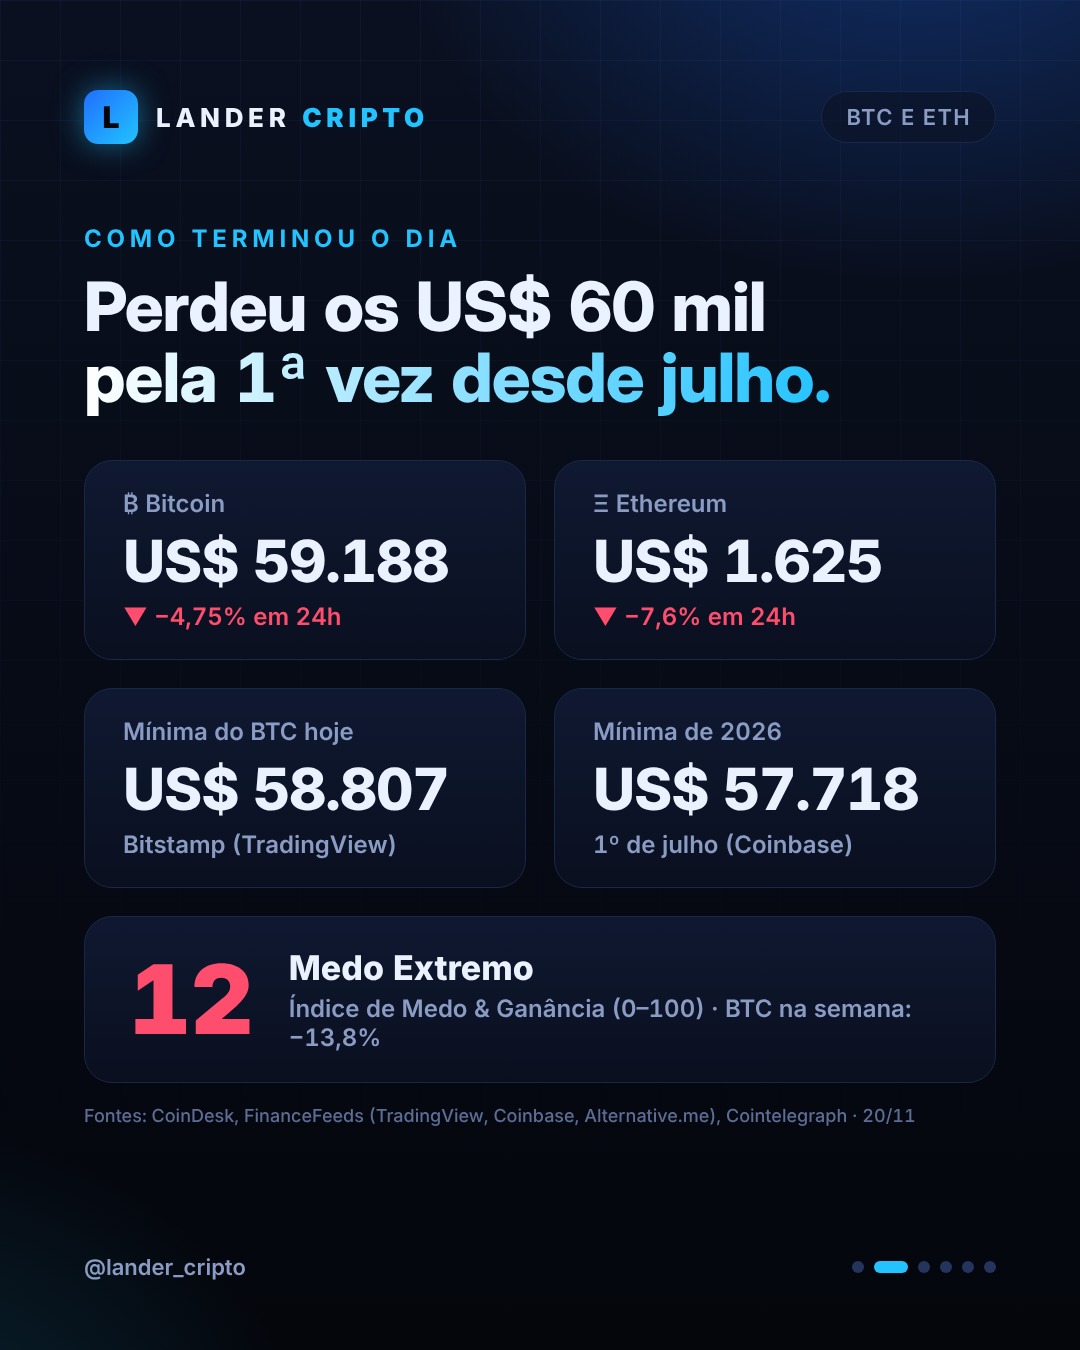 L LANDER CRIPTO
BTC E ETH
COMO TERMINOU O DIA
Perdeu os US$ 60 mil
pela 1ª vez desde julho.
₿ Bitcoin
US$ 59.188
▼ −4,75% em 24h
Ξ Ethereum
US$ 1.625
▼ −7,6% em 24h
Mínima do BTC hoje
US$ 58.807
Bitstamp (TradingView)
Mínima de 2026
US$ 57.718
1º de julho (Coinbase)
12
Medo Extremo
Índice de Medo & Ganância (0–100) · BTC na semana:
−13,8%
Fontes: CoinDesk, FinanceFeeds (TradingView, Coinbase, Alternative.me), Cointelegraph · 20/11
@lander_cripto